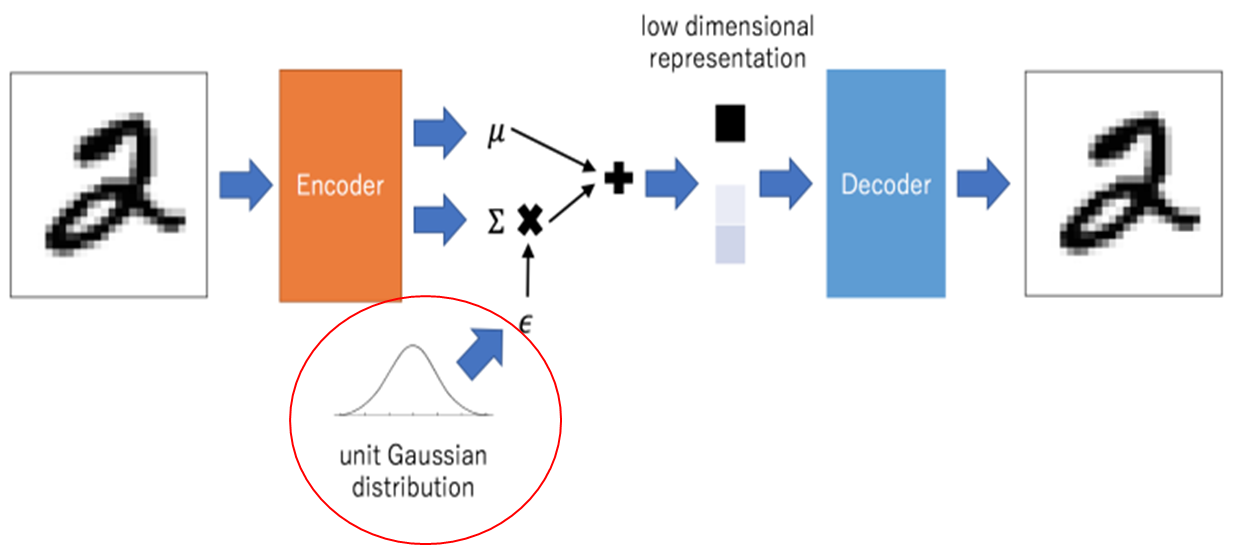 low dimensional
representation
Encoder
μ
Σ
ϵ
Decoder
unit Gaussian
distribution